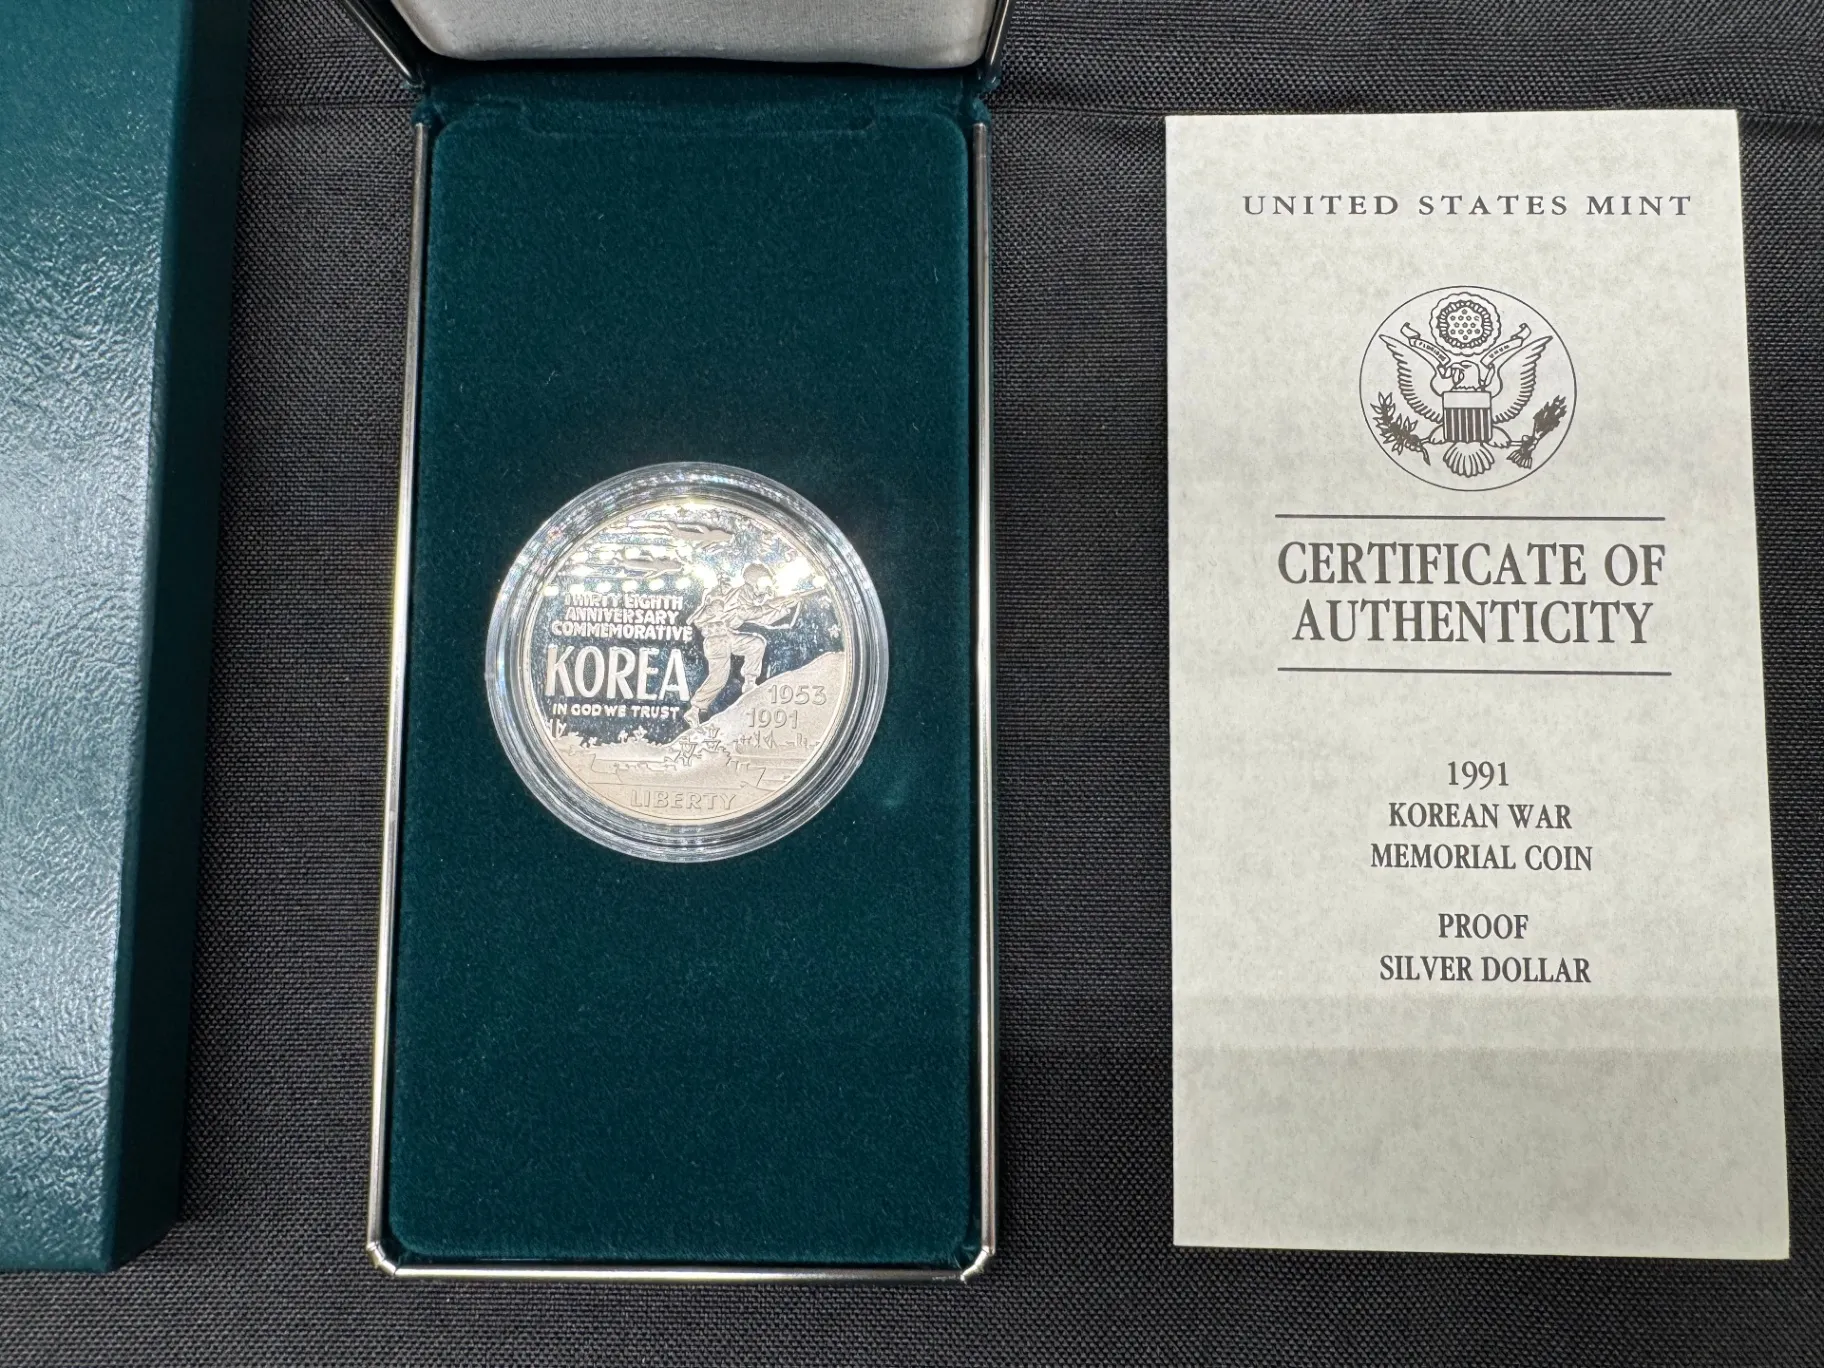 THIRTY EIGHTH
ANNIVERSARY
COMMEMORATIVE
KOREA
IN GOD WE TRUST
1953
1991
LIBERTY
UNITED STATES MINT
CERTIFICATE OF
AUTHENTICITY
1991
KOREAN WAR
MEMORIAL COIN
PROOF
SILVER DOLLAR